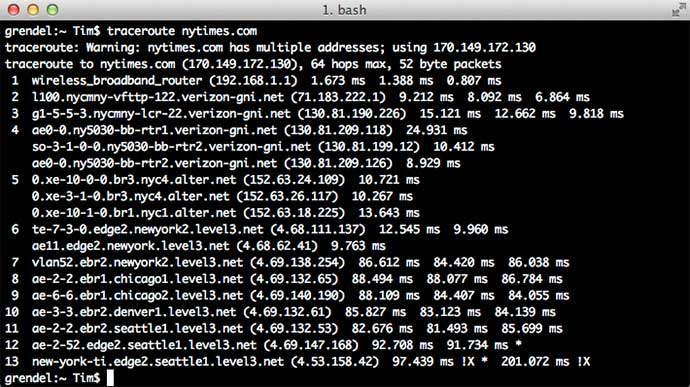 1. bash
grendel:~ Tim$ traceroute nytimes.com
traceroute: Warning: nytimes.com has multiple addresses; using 170.149.172.130
traceroute to nytimes.com (170.149.172.130), 64 hops max, 52 byte packets
1 wireless_broadband_router (192.168.1.1) 1.673 ms 1.388 ms 0.807 ms
2 l100.nycmny-vfttp-122.verizon-gni.net (71.183.222.1) 9.212 ms 8.092 ms 6.864 ms
3 g1-5-5-3.nycmny-lcr-22.verizon-gni.net (130.81.190.226) 15.121 ms 12.662 ms 9.818 ms
4 ae0-0.ny5030-bb-rtr1.verizon-gni.net (130.81.209.118) 24.931 ms
so-3-1-0-0.ny5030-bb-rtr2.verizon-gni.net (130.81.199.12) 10.412 ms
ae0-0.ny5030-bb-rtr2.verizon-gni.net (130.81.209.126) 8.929 ms
5 0.xe-10-0-0.br3.nyc4.alter.net (152.63.24.109) 10.721 ms
0.xe-3-1-0.br3.nyc4.alter.net (152.63.26.117) 10.267 ms
0.xe-10-1-0.br1.nyc1.alter.net (152.63.18.225) 13.643 ms
6 te-7-3-0.edge2.newyork2.level3.net (4.68.111.137) 12.545 ms 9.960 ms
ae11.edge2.newyork.level3.net (4.68.62.41) 9.763 ms
7 vlan52.ebr2.newyork2.level3.net (4.69.138.254) 86.612 ms 84.420 ms 86.038 ms
8 ae-2-2.ebr1.chicago1.level3.net (4.69.132.65) 88.494 ms 88.077 ms 86.784 ms
9 ae-6-6.ebr1.chicago2.level3.net (4.69.140.190) 88.109 ms 84.407 ms 84.055 ms
10 ae-3-3.ebr2.denver1.level3.net (4.69.132.61) 85.827 ms 83.123 ms 84.139 ms
11 ae-2-2.ebr2.seattle1.level3.net (4.69.132.53) 82.676 ms 81.493 ms 85.699 ms
12 ae-2-52.edge2.seattle1.level3.net (4.69.147.168) 92.708 ms 91.734 ms *
13 new-york-ti.edge2.seattle1.level3.net (4.53.158.42) 97.439 ms !X * 201.072 ms !X
grendel:~ Tim$